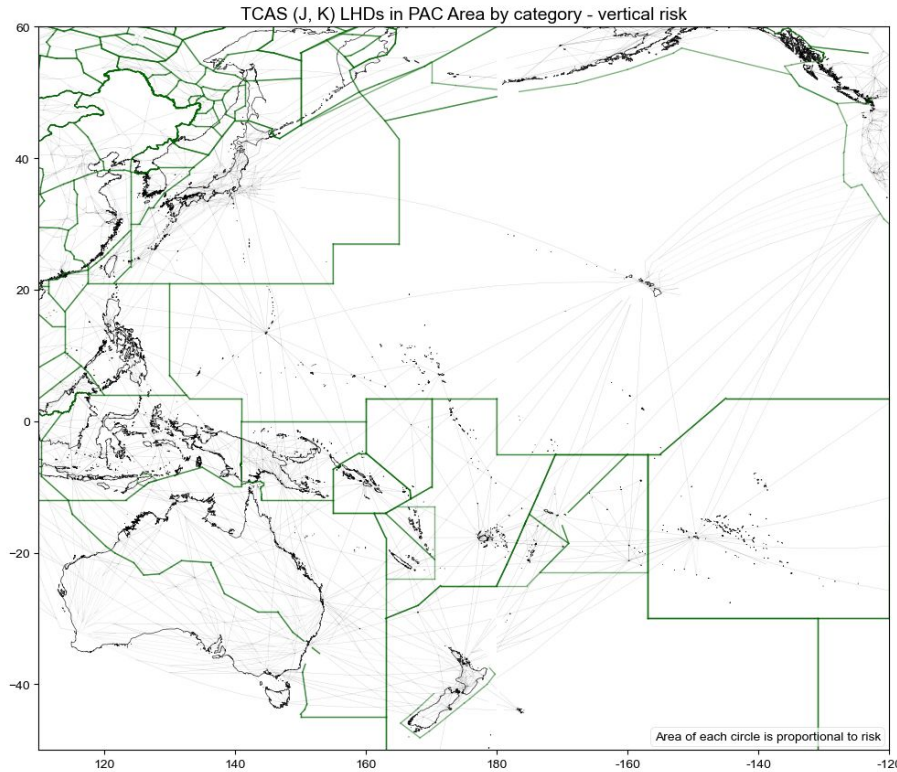 TCAS (J, K) LHDs in PAC Area by category - vertical risk
60
40
20
0
−20
−40
Area of each circle is proportional to risk
120 140 160 180 -160 -140 -120